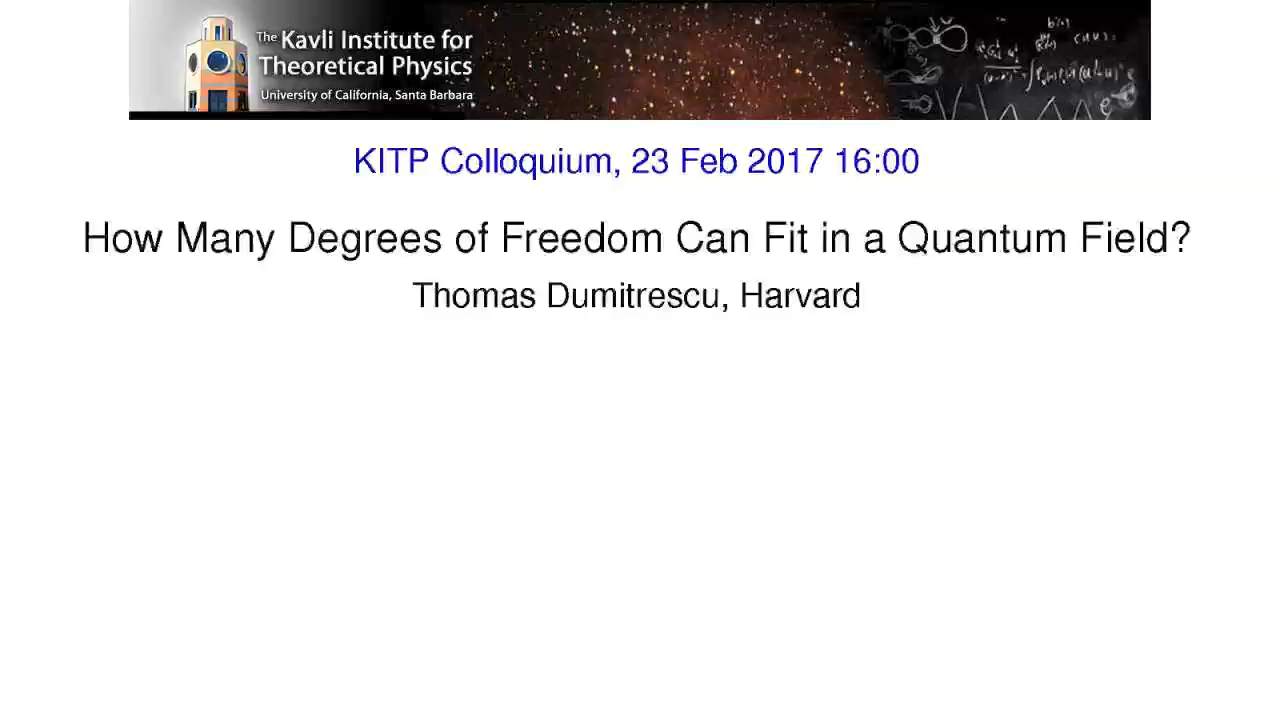 The Kavli Institute for
Theoretical Physics
University of California, Santa Barbara
KITP Colloquium, 23 Feb 2017 16:00
How Many Degrees of Freedom Can Fit in a Quantum Field?
Thomas Dumitrescu, Harvard